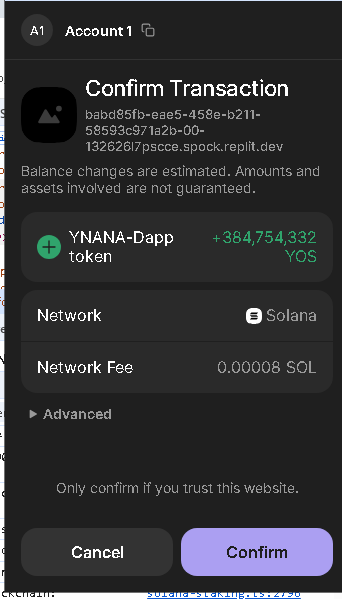 A1 Account 1
Confirm Transaction
babd85fb-eae5-458e-b211-
58593c971a2b-00-
132626l7pscce.spock.replit.dev
Balance changes are estimated. Amounts and
assets involved are not guaranteed.
YNANA-Dapp +384,754,332
token YOS
Network Solana
Network Fee 0.00008 SOL
Advanced
Only confirm if you trust this website.
Cancel Confirm
ckchain: solana-staking.ts:2796